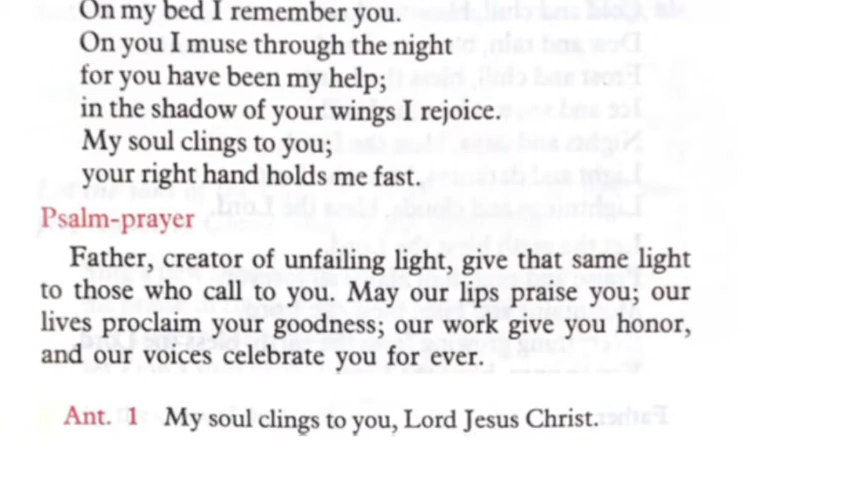 On my bed I remember you.
On you I muse through the night
for you have been my help;
in the shadow of your wings I rejoice.
My soul clings to you;
your right hand holds me fast.
Psalm-prayer
Father, creator of unfailing light, give that same light
to those who call to you. May our lips praise you; our
lives proclaim your goodness; our work give you honor,
and our voices celebrate you for ever.
Ant. 1 My soul clings to you, Lord Jesus Christ.